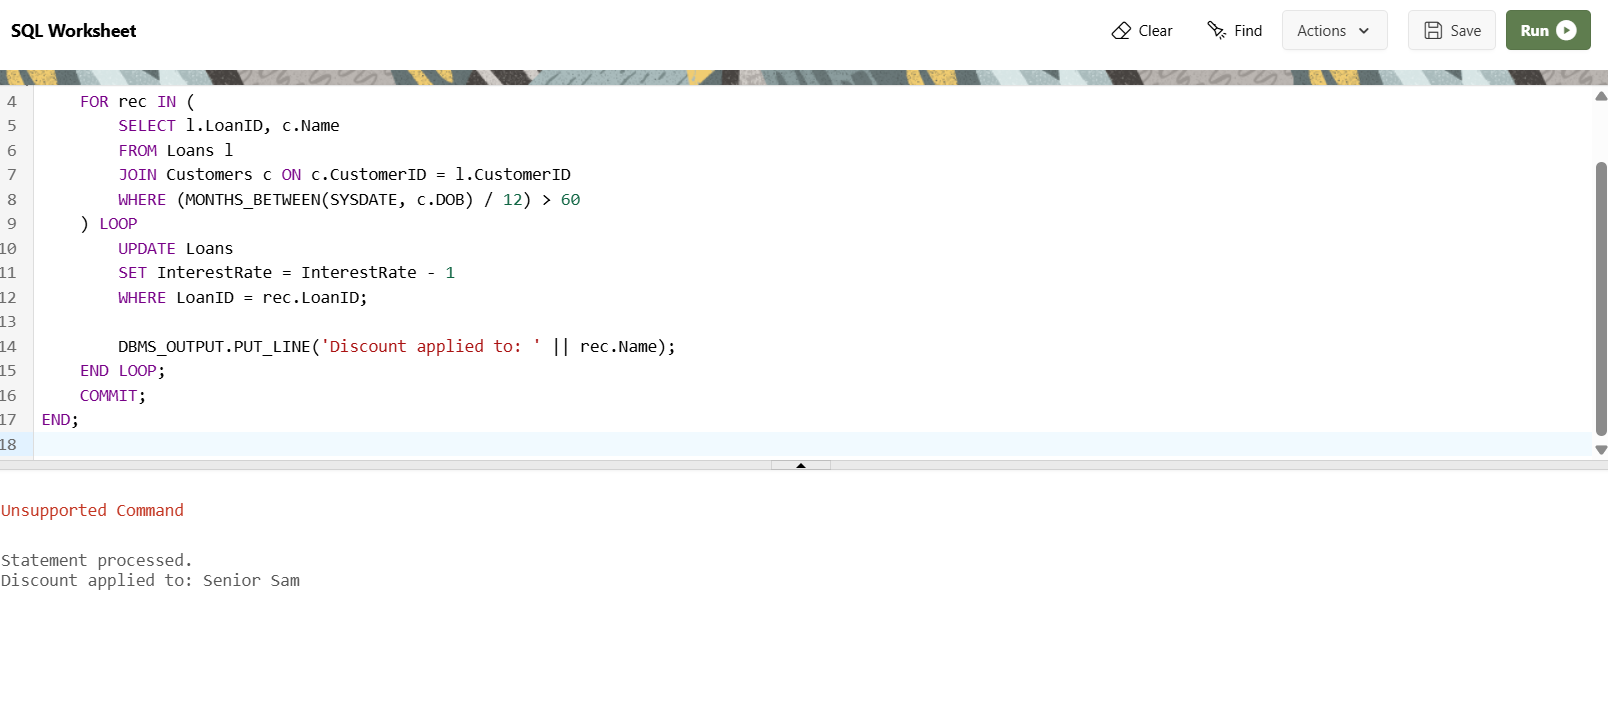 SQL Worksheet
Clear
Find
Actions
Save
Run
4 FOR rec IN (
5 SELECT l.LoanID, c.Name
6 FROM Loans l
7 JOIN Customers c ON c.CustomerID = l.CustomerID
8 WHERE (MONTHS_BETWEEN(SYSDATE, c.DOB) / 12) > 60
9 ) LOOP
10 UPDATE Loans
11 SET InterestRate = InterestRate - 1
12 WHERE LoanID = rec.LoanID;
13
14 DBMS_OUTPUT.PUT_LINE('Discount applied to: ' || rec.Name);
15 END LOOP;
16 COMMIT;
17 END;
18
Unsupported Command
Statement processed.
Discount applied to: Senior Sam